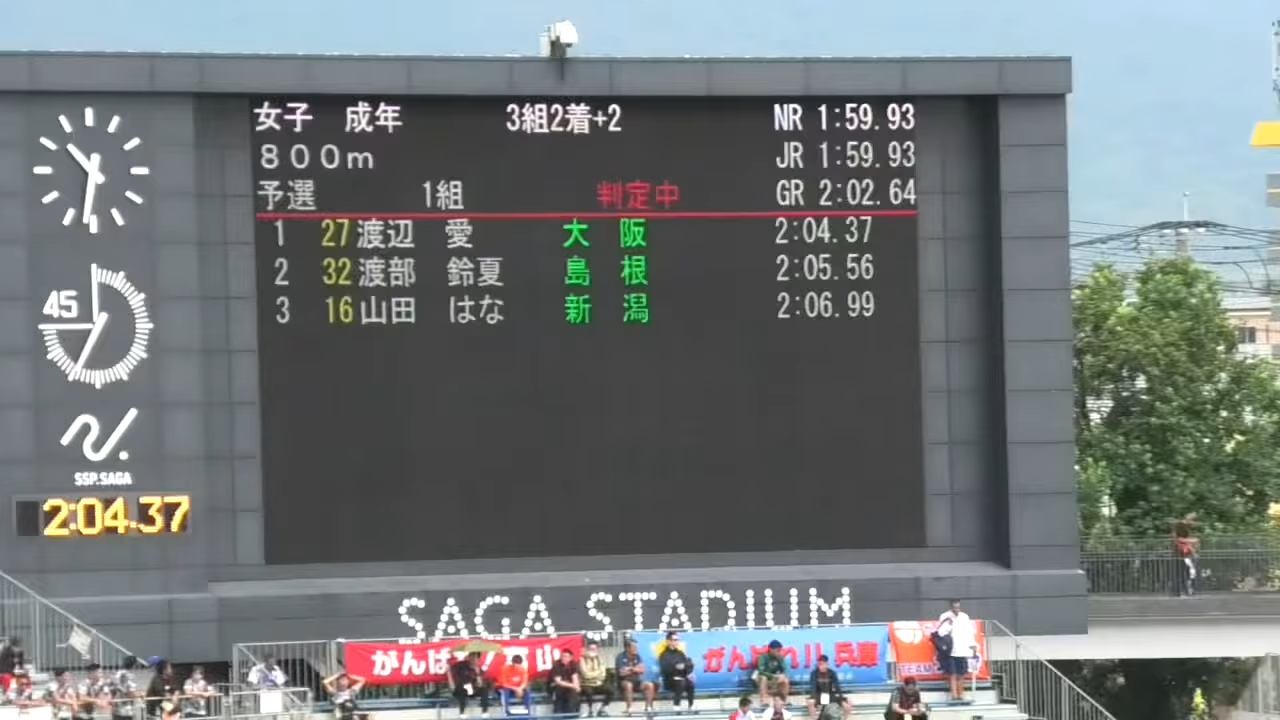 女子 成年 3組2着+2 NR 1:59.93
800m JR 1:59.93
予選 1組 判定中 GR 2:02.64
1 27 渡辺 愛 大 阪 2:04.37
2 32 渡部 鈴夏 島 根 2:05.56
3 16 山田 はな 新 潟 2:06.99
45
SSP.SAGA
2:04.37
SAGA STADIUM
がんばれ!! 兵庫
TEAM